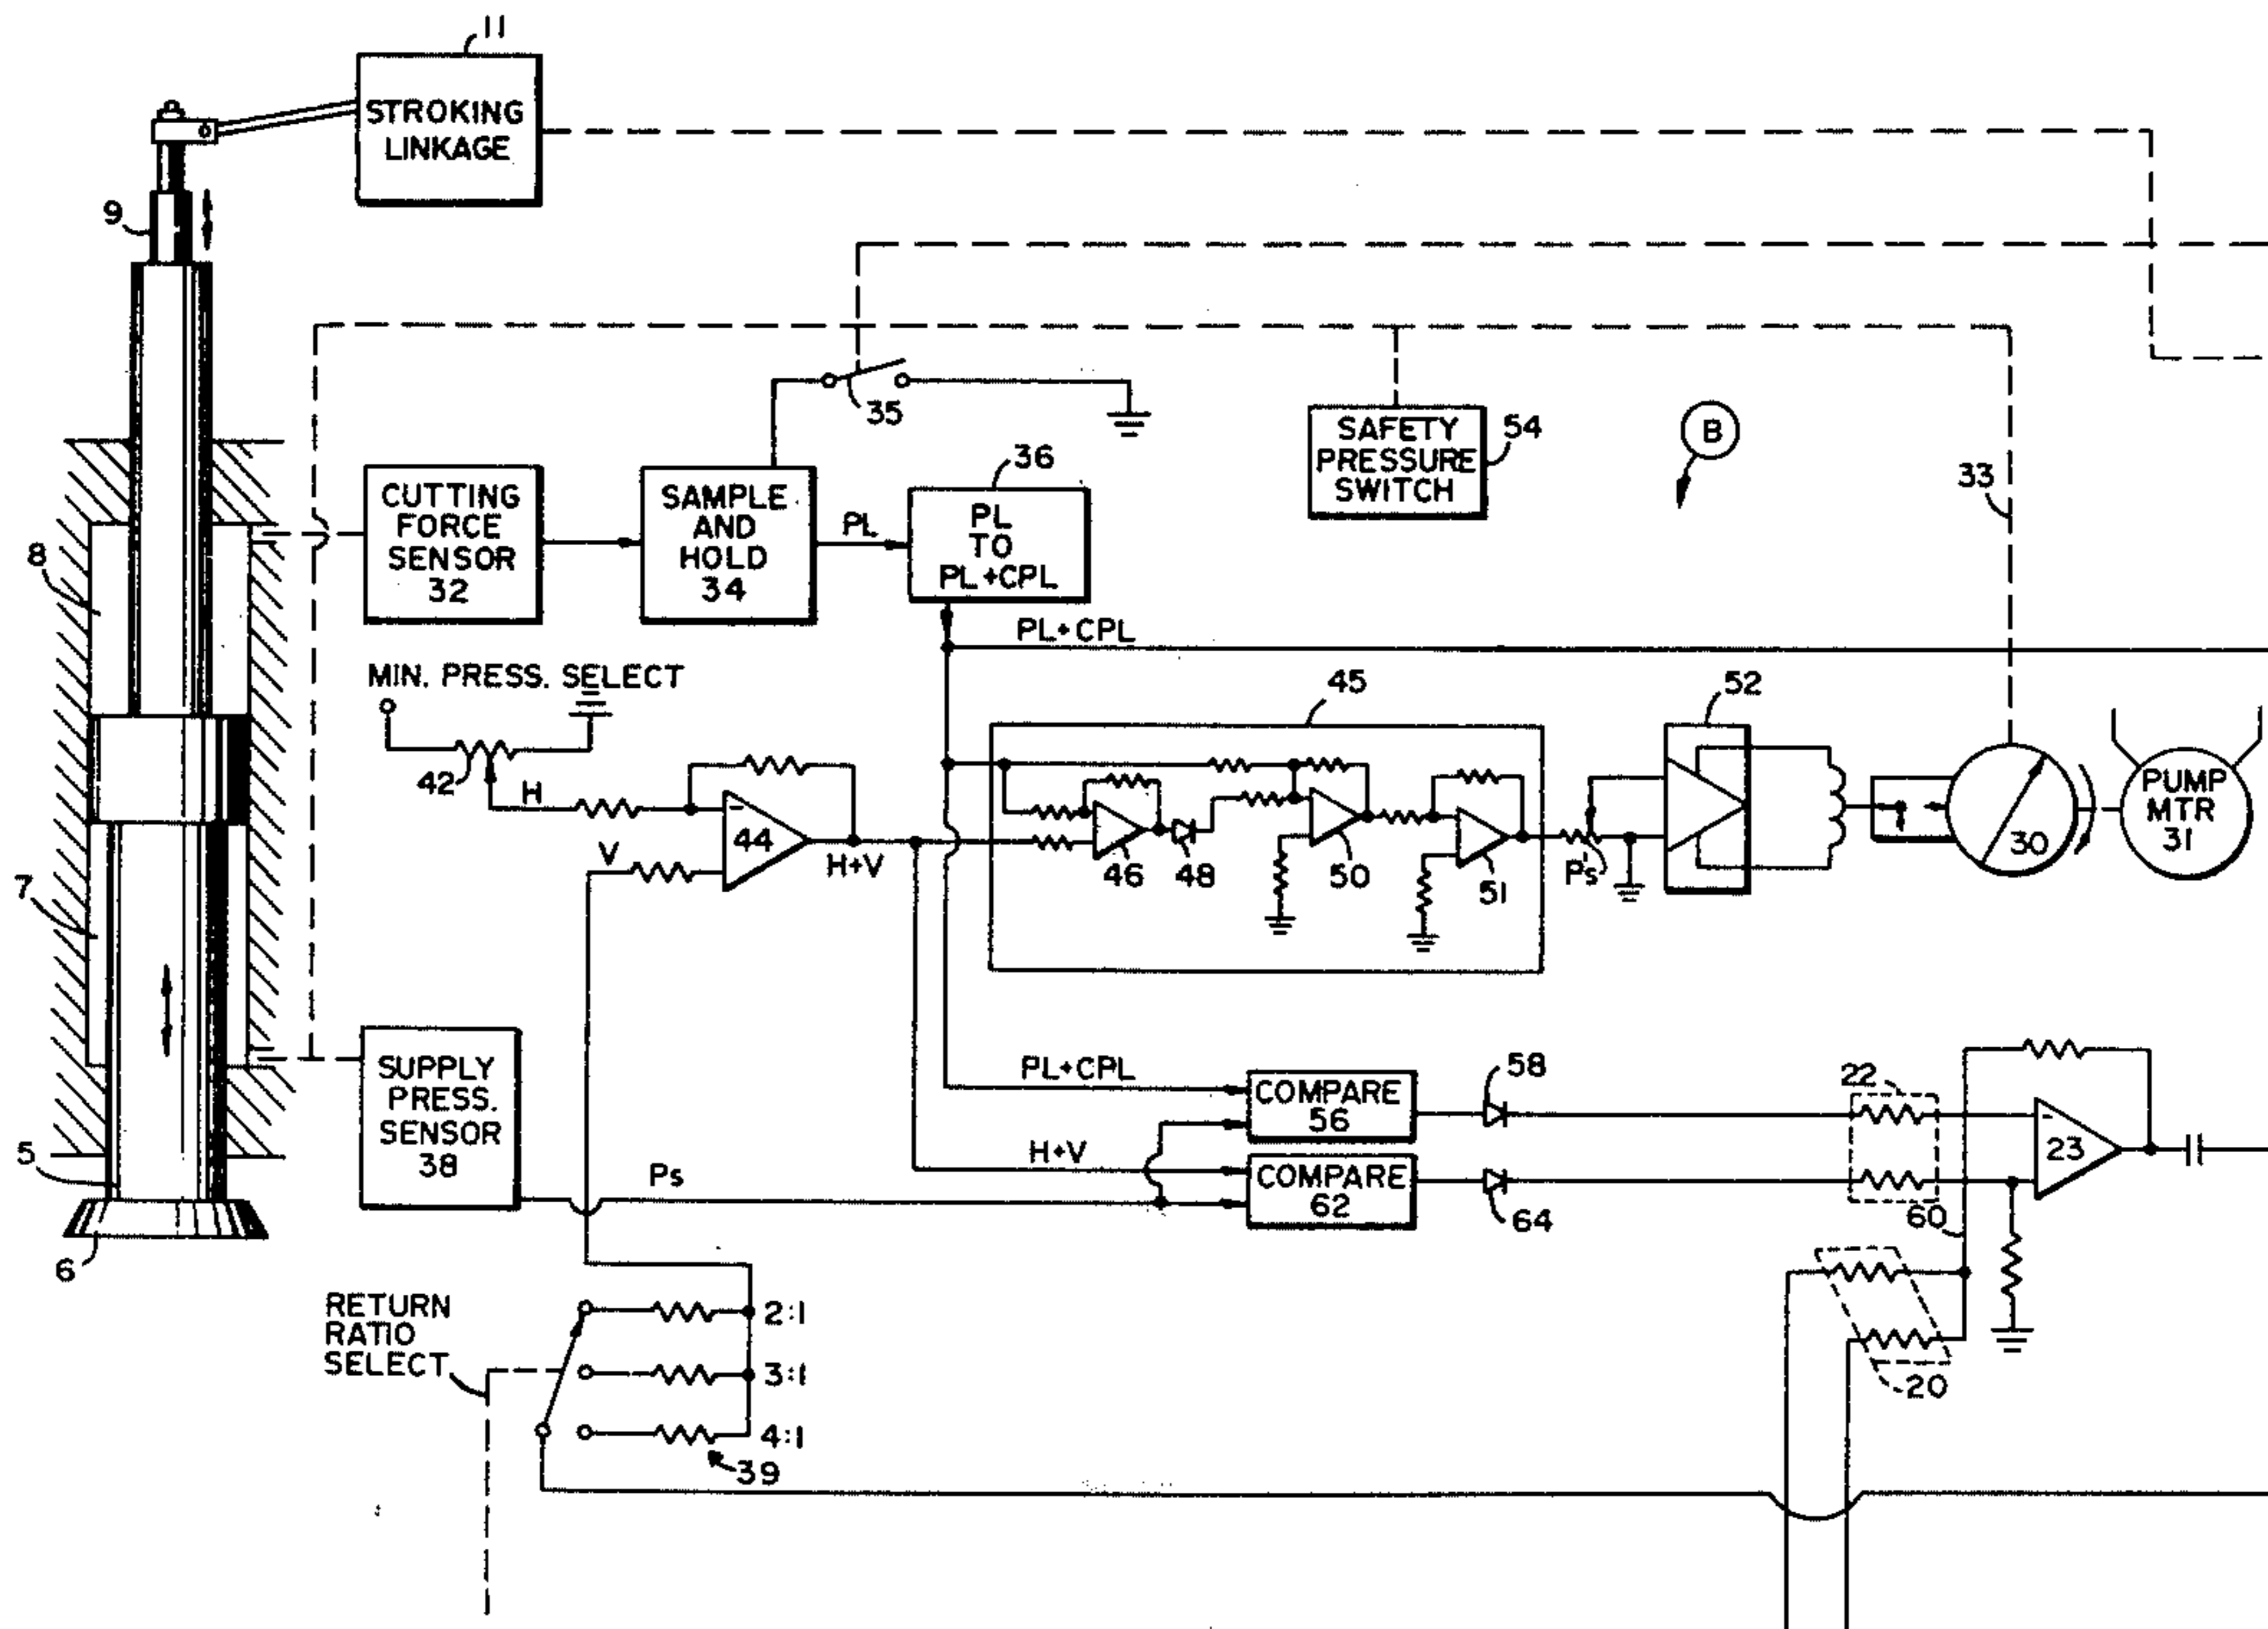 11
STROKING
LINKAGE
9
35
SAFETY
PRESSURE
SWITCH
54
B
33
36
CUTTING
FORCE
SENSOR
32
SAMPLE
AND
HOLD
34
PL
PL
TO
PL+CPL
8
PL+CPL
MIN. PRESS. SELECT
42
H
V
44
H+V
45
46
48
50
51
Ps'
52
30
PUMP
MTR
31
7
5
6
SUPPLY
PRESS.
SENSOR
38
Ps
PL+CPL
H+V
COMPARE
56
58
COMPARE
62
64
22
-
23
60
20
RETURN
RATIO
SELECT
2:1
3:1
4:1
39